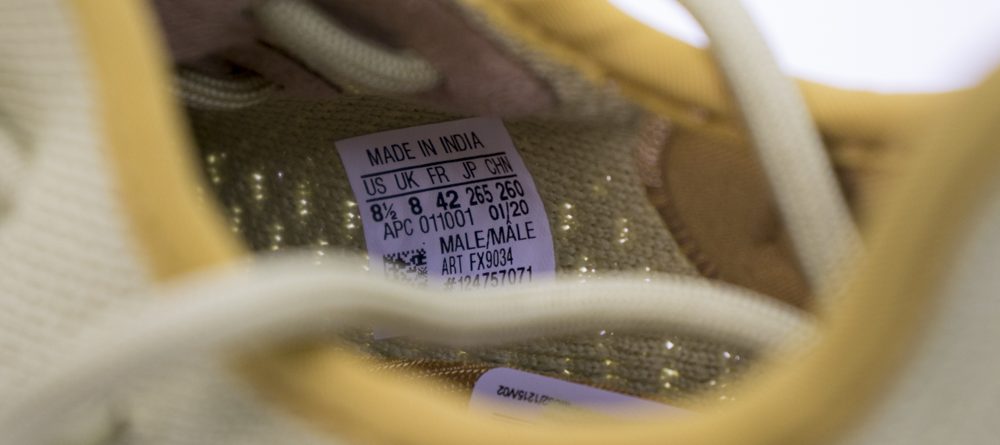 MADE IN INDIA
US UK FR JP CHN
8½ 8 42 265 260
APC 011001 01/20
MALE/MÂLE
ART FX9034
#124757071